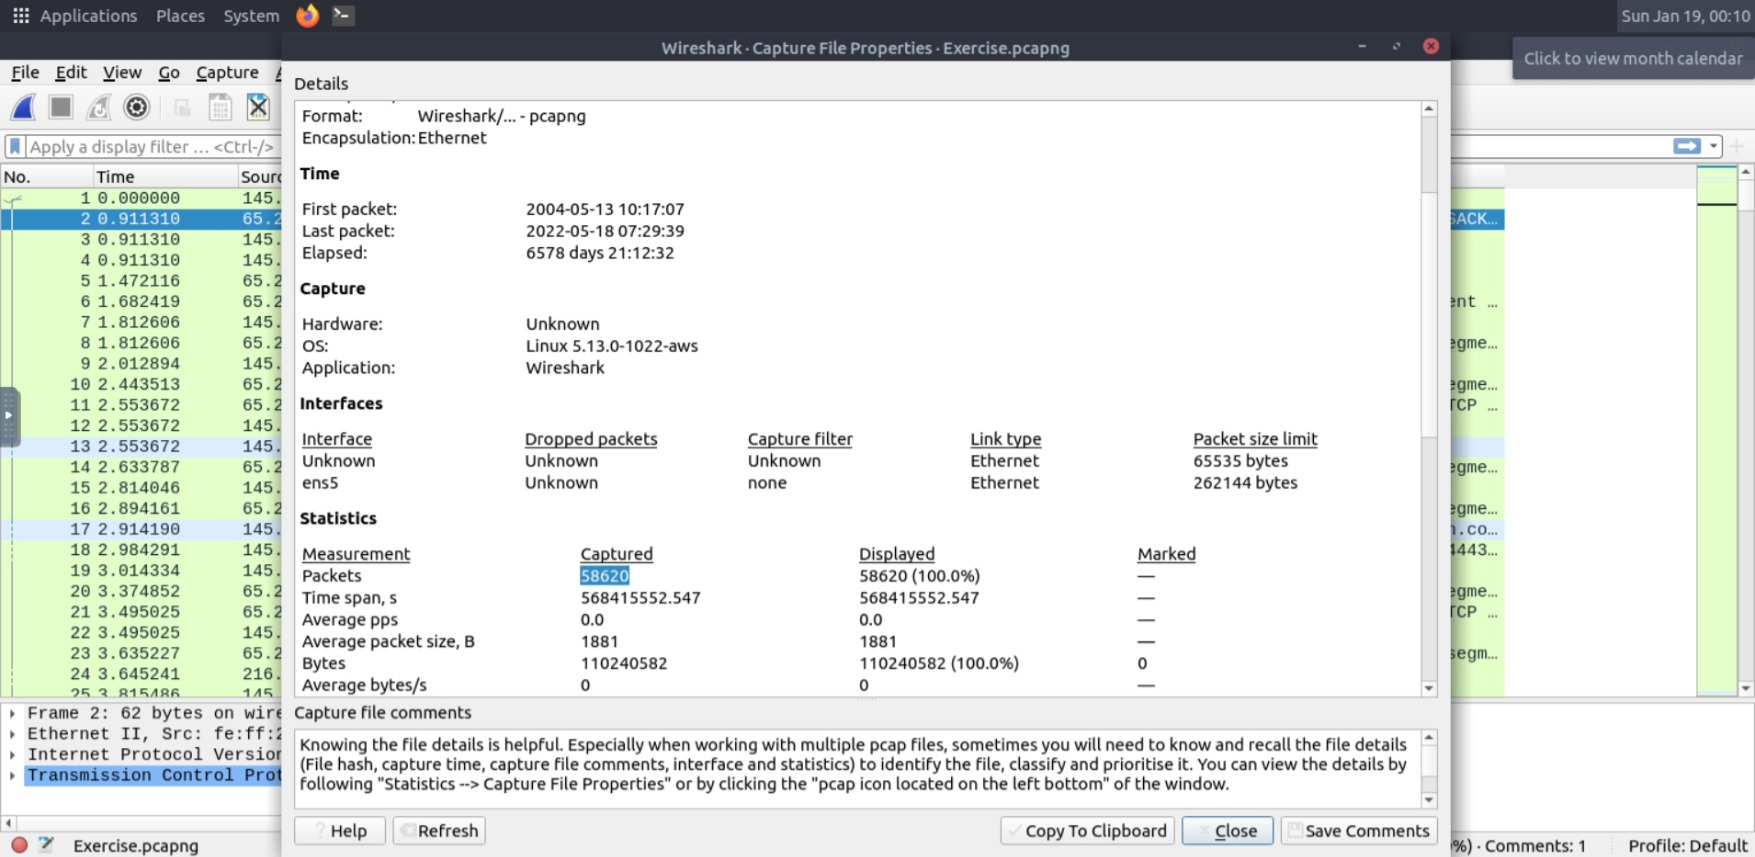 Applications Places System Sun Jan 19, 00:10
Wireshark · Capture File Properties · Exercise.pcapng
Click to view month calendar
File Edit View Go Capture
Details
Format: Wireshark/... - pcapng
Encapsulation: Ethernet
Apply a display filter ... <Ctrl-/>
Time
First packet: 2004-05-13 10:17:07
Last packet: 2022-05-18 07:29:39
Elapsed: 6578 days 21:12:32
Capture
Hardware: Unknown
OS: Linux 5.13.0-1022-aws
Application: Wireshark
Interfaces
Interface Dropped packets Capture filter Link type Packet size limit
Unknown Unknown Unknown Ethernet 65535 bytes
ens5 Unknown none Ethernet 262144 bytes
Statistics
Measurement Captured Displayed Marked
Packets 58620 58620 (100.0%) —
Time span, s 568415552.547 568415552.547 —
Average pps 0.0 0.0 —
Average packet size, B 1881 1881 —
Bytes 110240582 110240582 (100.0%) 0
Average bytes/s 0 0 —
Capture file comments
Knowing the file details is helpful. Especially when working with multiple pcap files, sometimes you will need to know and recall the file details
(File hash, capture time, capture file comments, interface and statistics) to identify the file, classify and prioritise it. You can view the details by
following "Statistics --> Capture File Properties" or by clicking the "pcap icon located on the left bottom" of the window.
Help Refresh Copy To Clipboard Close Save Comments
No. Time Sourc
1 0.000000 145.
2 0.911310 65.2 SACK...
3 0.911310 145.
4 0.911310 145.
5 1.472116 65.2
6 1.682419 65.2 ent ...
7 1.812606 145.
8 1.812606 65.2 egme...
9 2.012894 145.
10 2.443513 65.2 egme...
11 2.553672 65.2 TCP ...
12 2.553672 145.
13 2.553672 145.
14 2.633787 65.2 egme...
15 2.814046 145.
16 2.894161 65.2 egme...
17 2.914190 145. n.co...
18 2.984291 145. 4443...
19 3.014334 145.
20 3.374852 65.2 egme...
21 3.495025 65.2 TCP ...
22 3.495025 145.
23 3.635227 65.2 segm...
24 3.645241 216.
25 3.815486 145
Frame 2: 62 bytes on wire
Ethernet II, Src: fe:ff:2
Internet Protocol Version
Transmission Control Prot
Exercise.pcapng %) · Comments: 1 Profile: Default